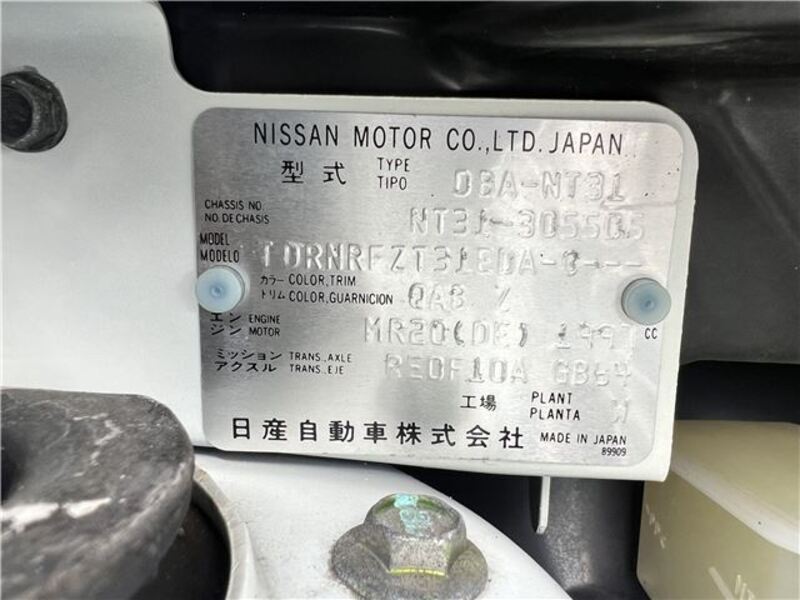 NISSAN MOTOR CO.,LTD. JAPAN
型式 TYPE TIPO DBA-NT31
CHASSIS NO. NO. DE CHASIS NT31-305505
MODEL MODELO TDRNRFZT31EDA-C---
カラー COLOR,TRIM トリム COLOR,GUARNICION QAB Z
エンジン ENGINE MOTOR MR20(DE) 1997 CC
ミッション アクスル TRANS.,AXLE TRANS.,EJE RE0F10A GB64
工場 PLANT PLANTA W
日産自動車株式会社 MADE IN JAPAN
89909